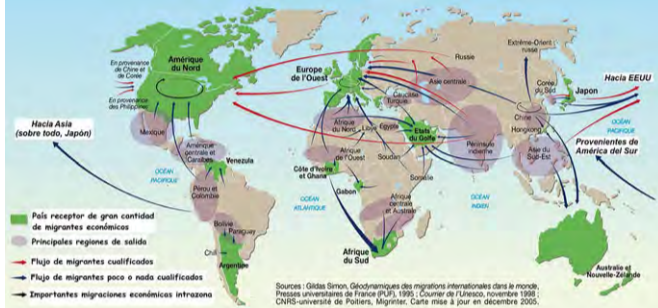 Amérique
du Nord
En provenance
de Chine et de
Corée
En provenance
des Philippines
Europe
de l'Ouest
Russie
Extrême-Orient
russe
Asie centrale
Caucase
Turquie
Corée
du Sud
Japon
Hacia EEUU
Chine
Hongkong
Hacia Asia
(sobre todo, Japón)
Mexique
Amérique
centrale et
Caraïbes
Venezula
Afrique
du Nord
Libye
Egypte
Etats
du Golfe
Péninsule
indienne
Asie du
Sud-Est
OCÉAN
PACIFIQUE
Provenientes de
América del Sur
OCÉAN
PACIFIQUE
Afrique
de l'Ouest
Soudan
Côte d'Ivoire
et Ghana
Somalie
Gabon
Pérou et
Colombie
OCÉAN
ATLANTIQUE
OCÉAN
INDIEN
Afrique
centrale
et Australe
Bolivie
Paraguay
Chili
Argentine
Afrique
du Sud
Australie et
Nouvelle-Zélande
País receptor de gran cantidad
de migrantes económicos
Principales regiones de salida
Flujo de migrantes cualificados
Flujo de migrantes poco o nada cualificados
Importantes migraciones económicos intrazona
Sources : Gildas Simon, Géodynamiques des migrations internationales dans le monde,
Presses universitaires de France (PUF), 1995 ; Courrier de l'Unesco, novembre 1998 ;
CNRS-université de Poitiers, Migrinter. Carte mise à jour en décembre 2005.